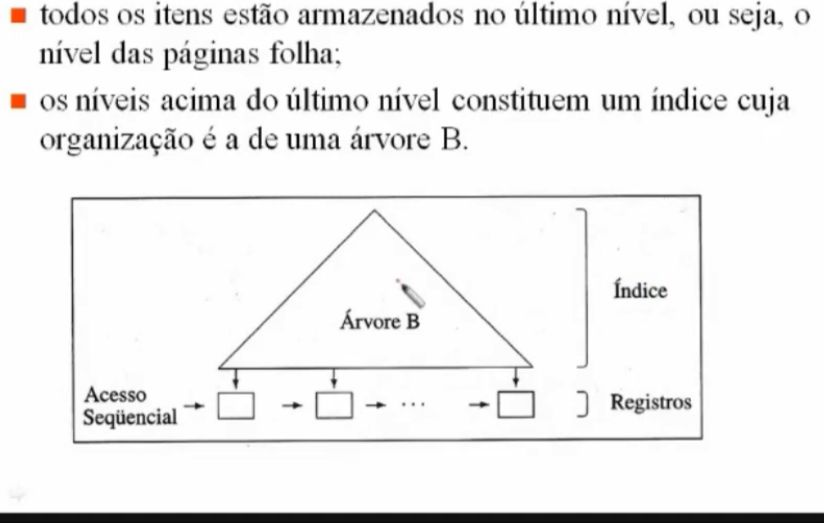 todos os itens estão armazenados no último nível, ou seja, o
nível das páginas folha;
os níveis acima do último nível constituem um índice cuja
organização é a de uma árvore B.
Índice
Árvore B
Acesso
Seqüencial
...
Registros